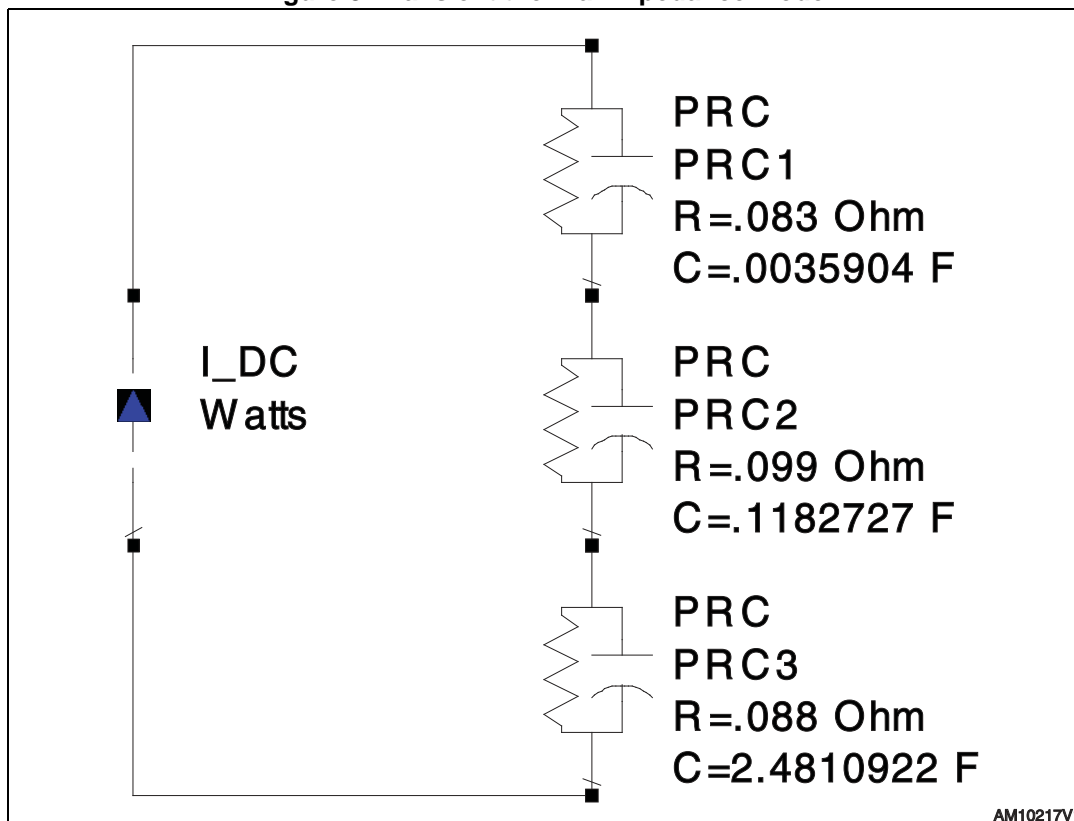 PRC
PRC1
R=.083 Ohm
C=.0035904 F
I_DC
Watts
PRC
PRC2
R=.099 Ohm
C=.1182727 F
PRC
PRC3
R=.088 Ohm
C=2.4810922 F
AM10217V